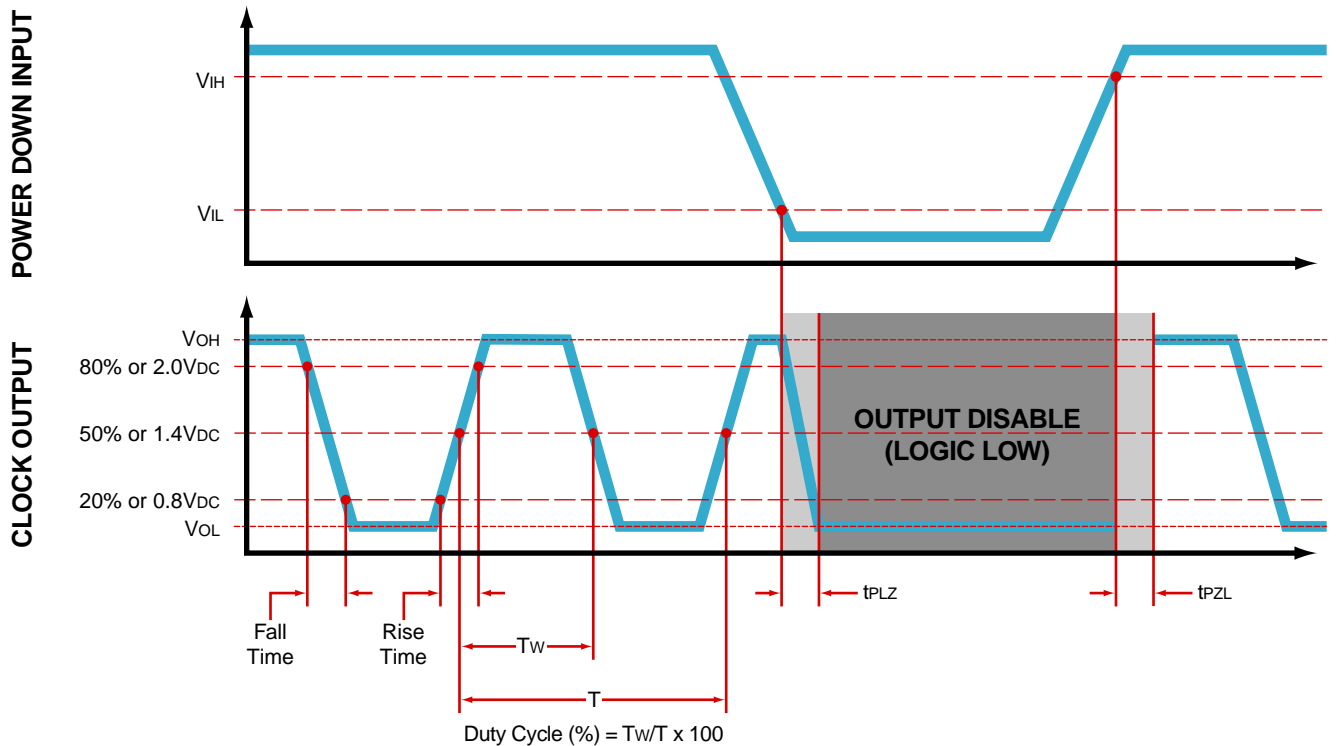 POWER DOWN INPUT
VIH
VIL
CLOCK OUTPUT
VOH
80% or 2.0VDC
50% or 1.4VDC
20% or 0.8VDC
VOL
OUTPUT DISABLE
(LOGIC LOW)
tPLZ
tPZL
Fall
Time
Rise
Time
TW
T
Duty Cycle (%) = TW/T x 100